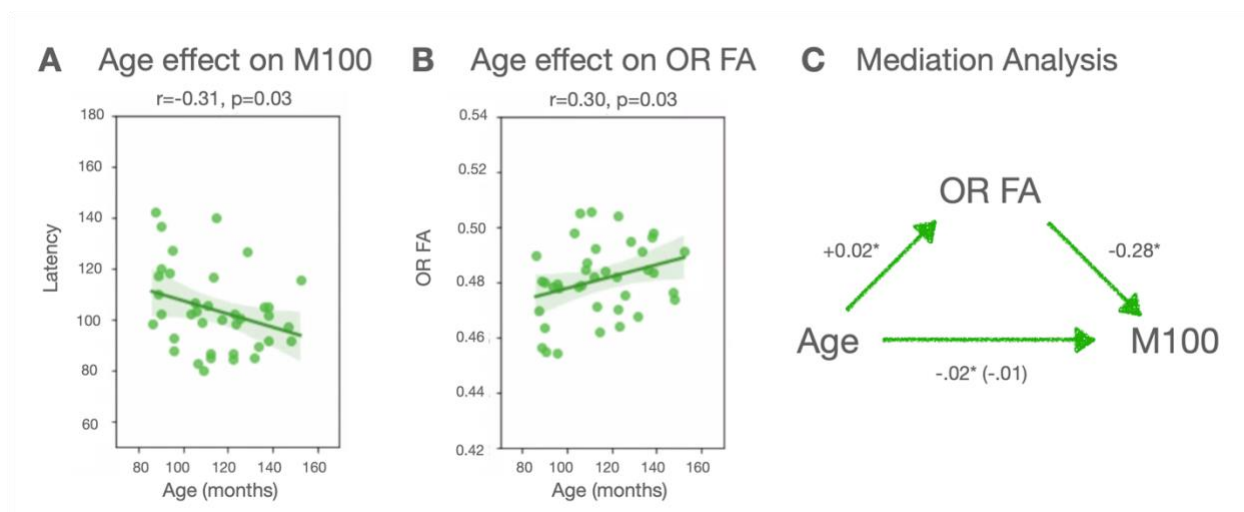 A Age effect on M100
r=-0.31, p=0.03
180
160
140
120
100
80
60
Latency
80 100 120 140 160
Age (months)
B Age effect on OR FA
r=0.30, p=0.03
0.54
0.52
0.50
0.48
0.46
0.44
0.42
OR FA
80 100 120 140 160
Age (months)
C Mediation Analysis
OR FA
+0.02*
-0.28*
Age
M100
-.02* (-.01)